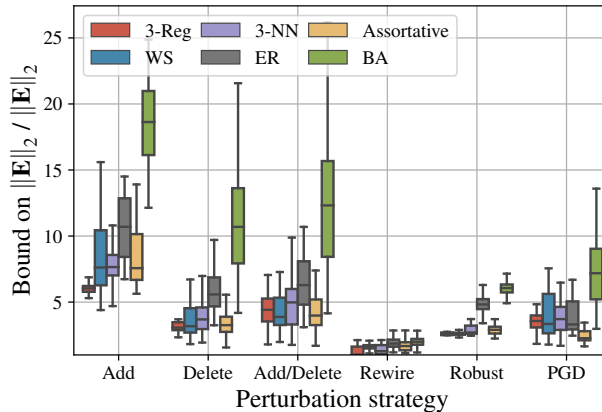 25
20
15
10
5
Bound on ||E||₂ / ||E||₂
3-Reg 3-NN Assortative
WS ER BA
Add Delete Add/Delete Rewire Robust PGD
Perturbation strategy